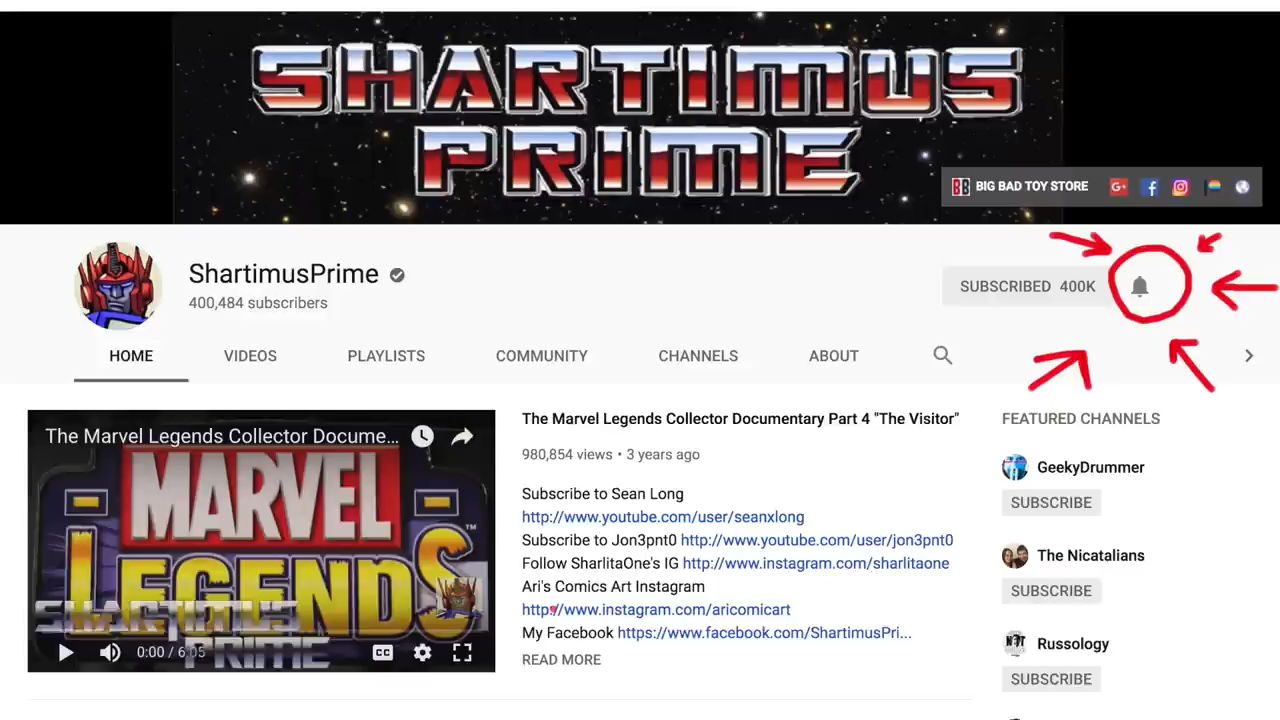 SHARTIMUS
PRIME
BIG BAD TOY STORE
ShartimusPrime
400,484 subscribers
SUBSCRIBED 400K
HOME VIDEOS PLAYLISTS COMMUNITY CHANNELS ABOUT
The Marvel Legends Collector Docume...
MARVEL
LEGENDS
TM
SHARTIMUS
PRIME
0:00 / 6:05
CC
The Marvel Legends Collector Documentary Part 4 "The Visitor"
980,854 views • 3 years ago
Subscribe to Sean Long
http://www.youtube.com/user/seanxlong
Subscribe to Jon3pnt0 http://www.youtube.com/user/jon3pnt0
Follow SharlitaOne's IG http://www.instagram.com/sharlitaone
Ari's Comics Art Instagram
http://www.instagram.com/aricomicart
My Facebook https://www.facebook.com/ShartimusPri...
READ MORE
FEATURED CHANNELS
GeekyDrummer
SUBSCRIBE
The Nicatalians
SUBSCRIBE
Russology
SUBSCRIBE